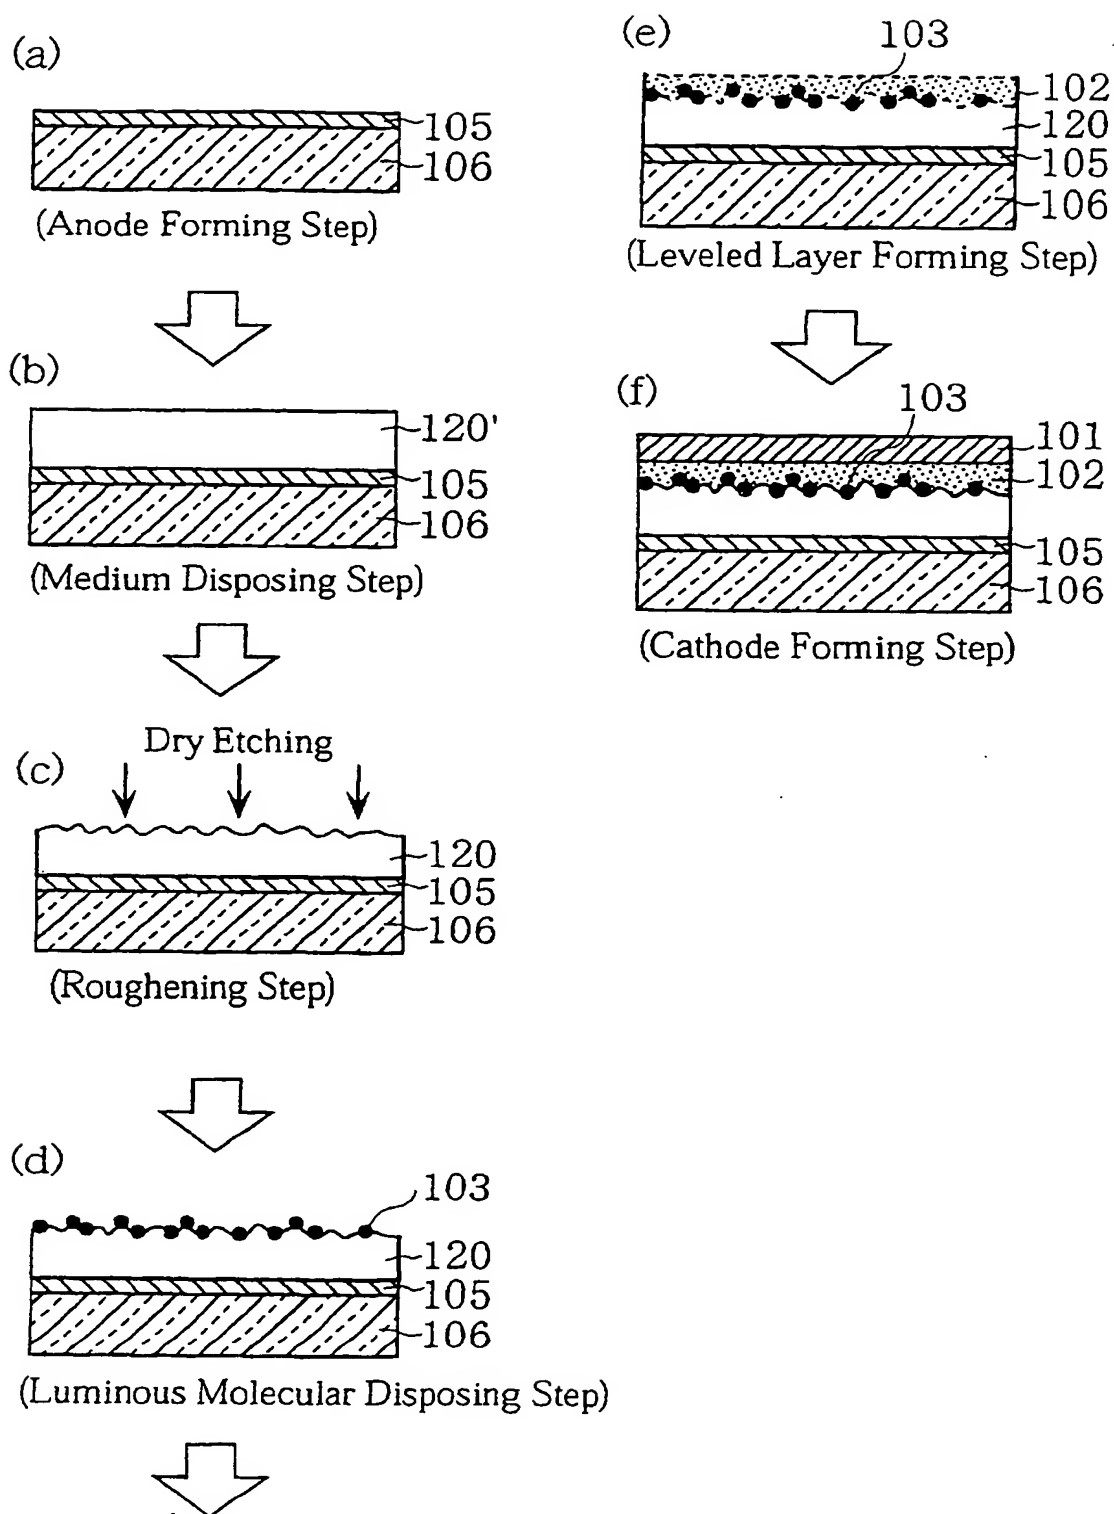 (a)
105
106
(Anode Forming Step)
(b)
120'
105
106
(Medium Disposing Step)
Dry Etching
(c)
120
105
106
(Roughening Step)
(d)
103
120
105
106
(Luminous Molecular Disposing Step)
(e)
103
102
120
105
106
(Leveled Layer Forming Step)
(f)
103
101
102
105
106
(Cathode Forming Step)